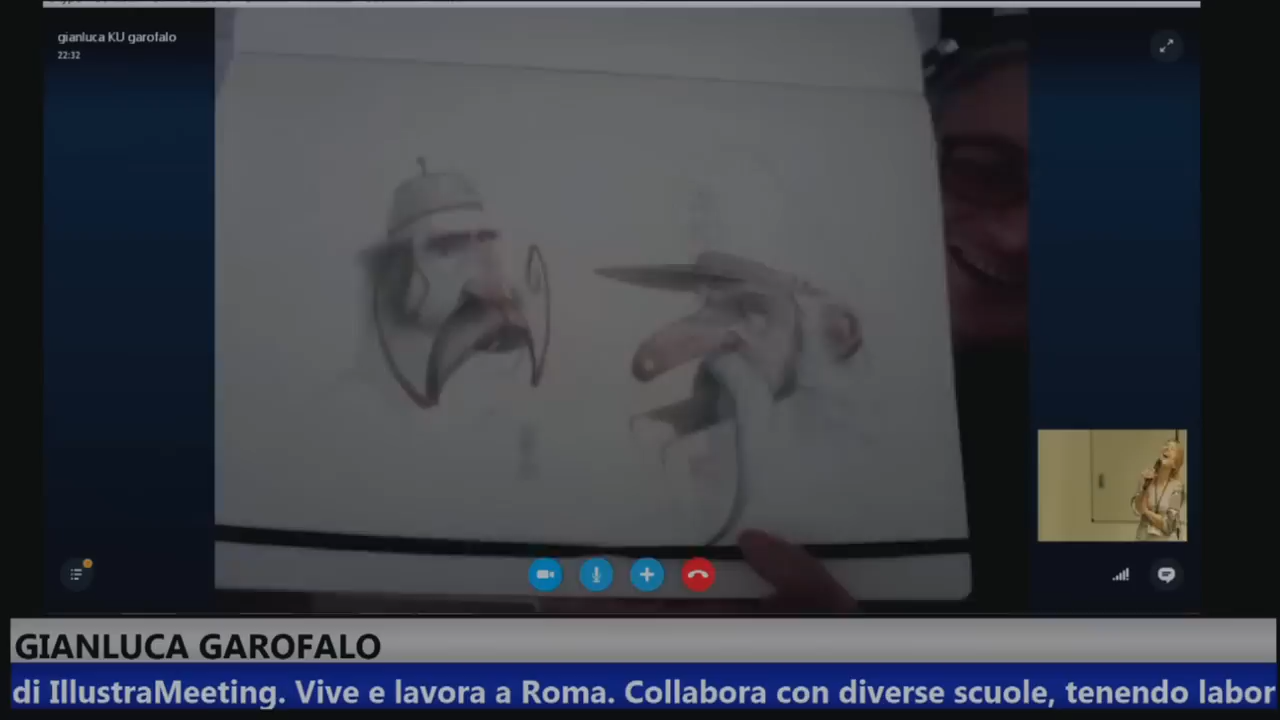 gianluca KU garofalo
22:32
GIANLUCA GAROFALO
di IllustraMeeting. Vive e lavora a Roma. Collabora con diverse scuole, tenendo labor